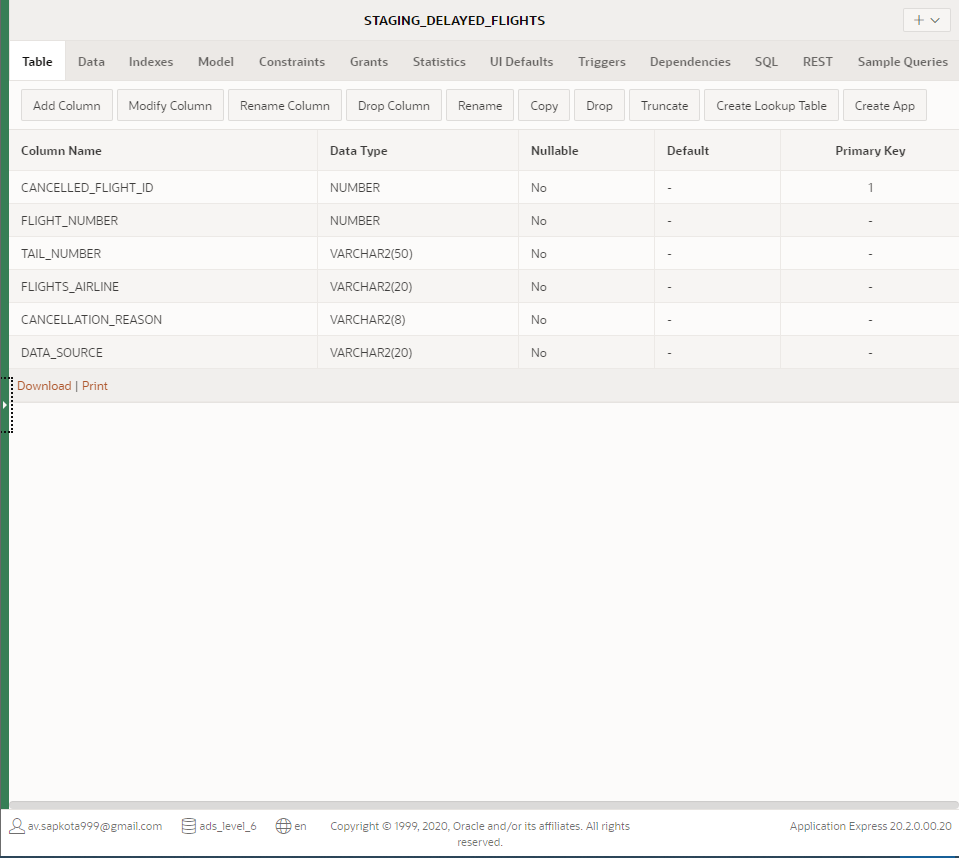 STAGING_DELAYED_FLIGHTS
Table Data Indexes Model Constraints Grants Statistics UI Defaults Triggers Dependencies SQL REST Sample Queries
Add Column Modify Column Rename Column Drop Column Rename Copy Drop Truncate Create Lookup Table Create App
Column Name Data Type Nullable Default Primary Key
CANCELLED_FLIGHT_ID NUMBER No - 1
FLIGHT_NUMBER NUMBER No - -
TAIL_NUMBER VARCHAR2(50) No - -
FLIGHTS_AIRLINE VARCHAR2(20) No - -
CANCELLATION_REASON VARCHAR2(8) No - -
DATA_SOURCE VARCHAR2(20) No - -
Download | Print
av.sapkota999@gmail.com ads_level_6 en Copyright © 1999, 2020, Oracle and/or its affiliates. All rights Application Express 20.2.0.00.20
reserved.